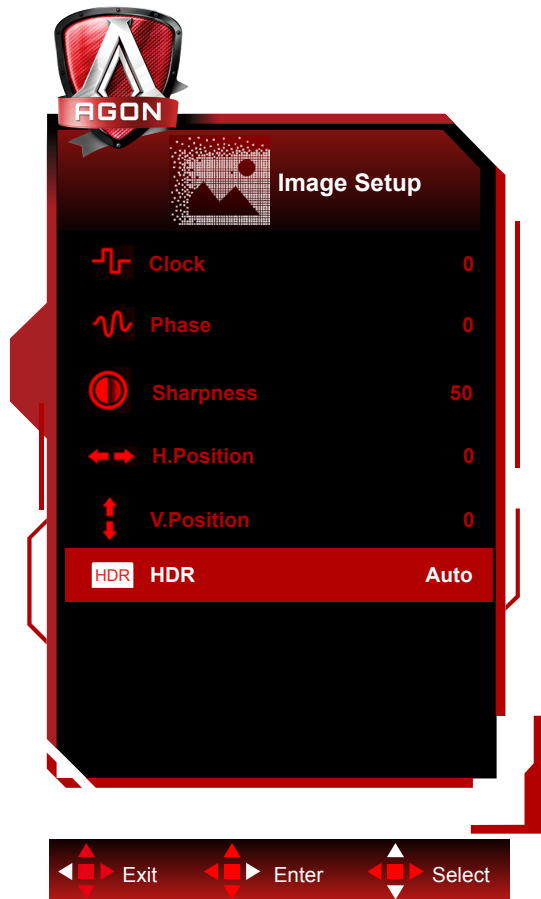 AGON
Image Setup
Clock 0
Phase 0
Sharpness 50
H.Position 0
V.Position 0
HDR HDR Auto
Exit Enter Select